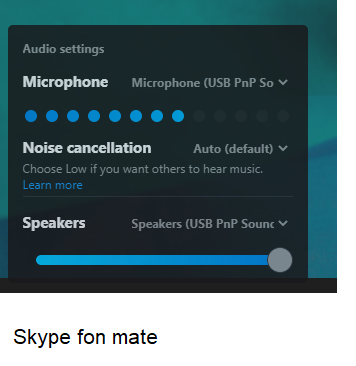 Audio settings
Microphone Microphone (USB PnP So
Noise cancellation Auto (default)
Choose Low if you want others to hear music.
Learn more
Speakers Speakers (USB PnP Sounc
Skype fon mate